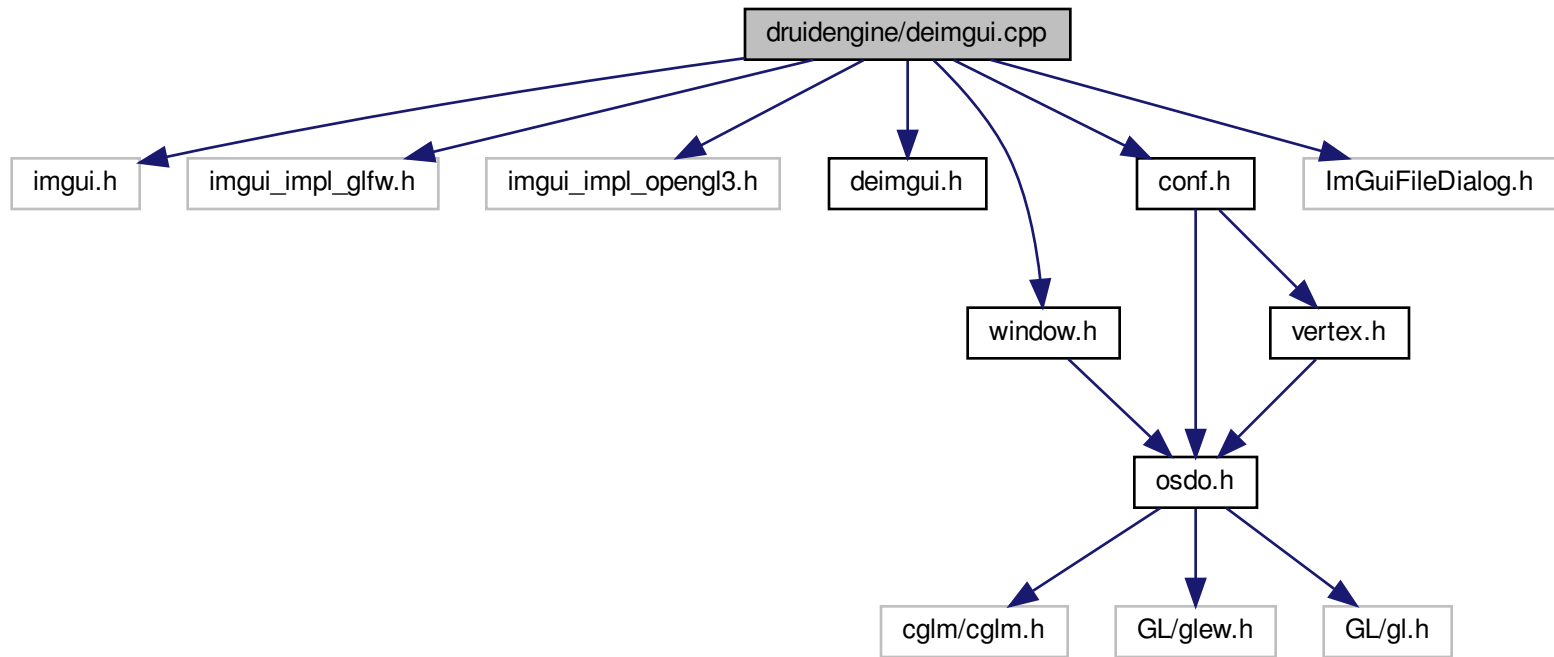 druidengine/deimgui.cpp
imgui.h
imgui_impl_glfw.h
imgui_impl_opengl3.h
deimgui.h
conf.h
ImGuiFileDialog.h
window.h
vertex.h
osdo.h
cglm/cglm.h
GL/glew.h
GL/gl.h